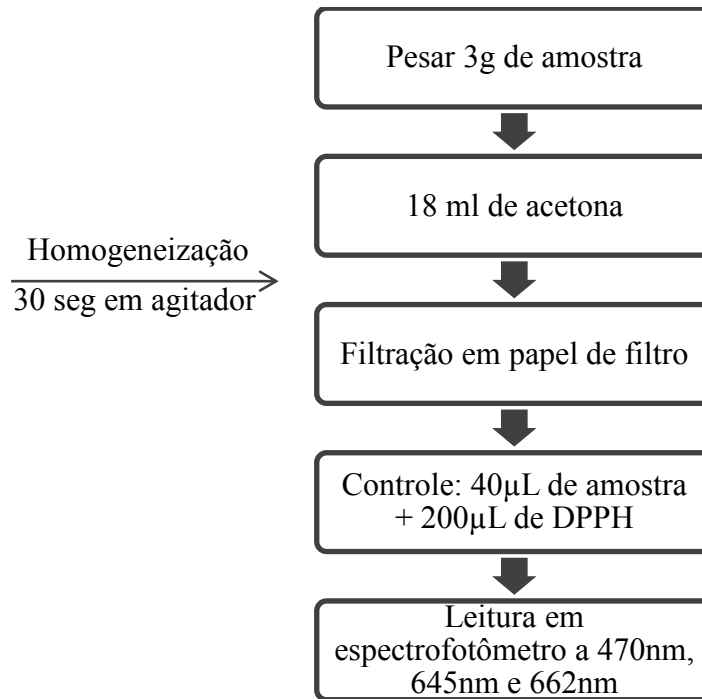 Pesar 3g de amostra
18 ml de acetona
Homogeneização
30 seg em agitador
Filtração em papel de filtro
Controle: 40µL de amostra
+ 200µL de DPPH
Leitura em
espectrofotômetro a 470nm,
645nm e 662nm